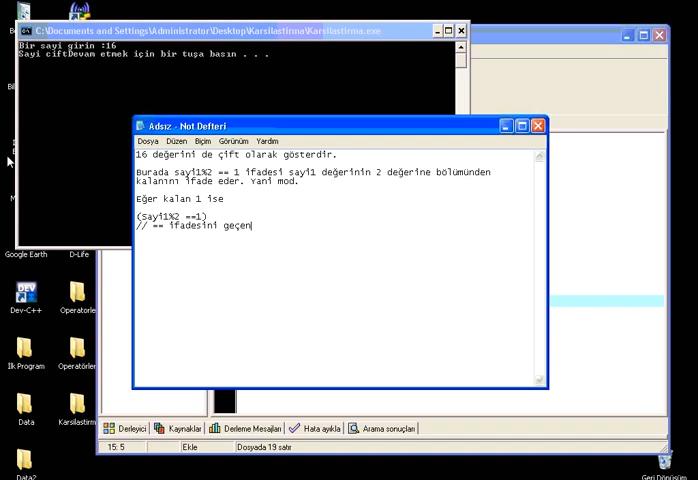 C:\Documents and Settings\Administrator\Desktop\Karsilastirma\Karsilastirma.exe
Bir sayi girin :16
Sayi ciftDevam etmek için bir tuşa basın . . .
Adsız - Not Defteri
Dosya Düzen Biçim Görünüm Yardım
16 değerini de çift olarak gösterdir.
Burada sayi1%2 == 1 ifadesi sayi1 değerinin 2 değerine bölümünden
kalanını ifade eder. Yani mod.
Eğer kalan 1 ise
(Sayi1%2 ==1)
// == ifadesini geçen
Google Earth
D-Life
Dev-C++
Operatorle
İlk Program
Operatörler
Data
Karsilastirm
Data2
Derleyici
Kaynaklar
Derleme Mesajları
Hata ayıkla
Arama sonuçları
15: 5
Ekle
Dosyada 19 satır
Geri Dönüşüm